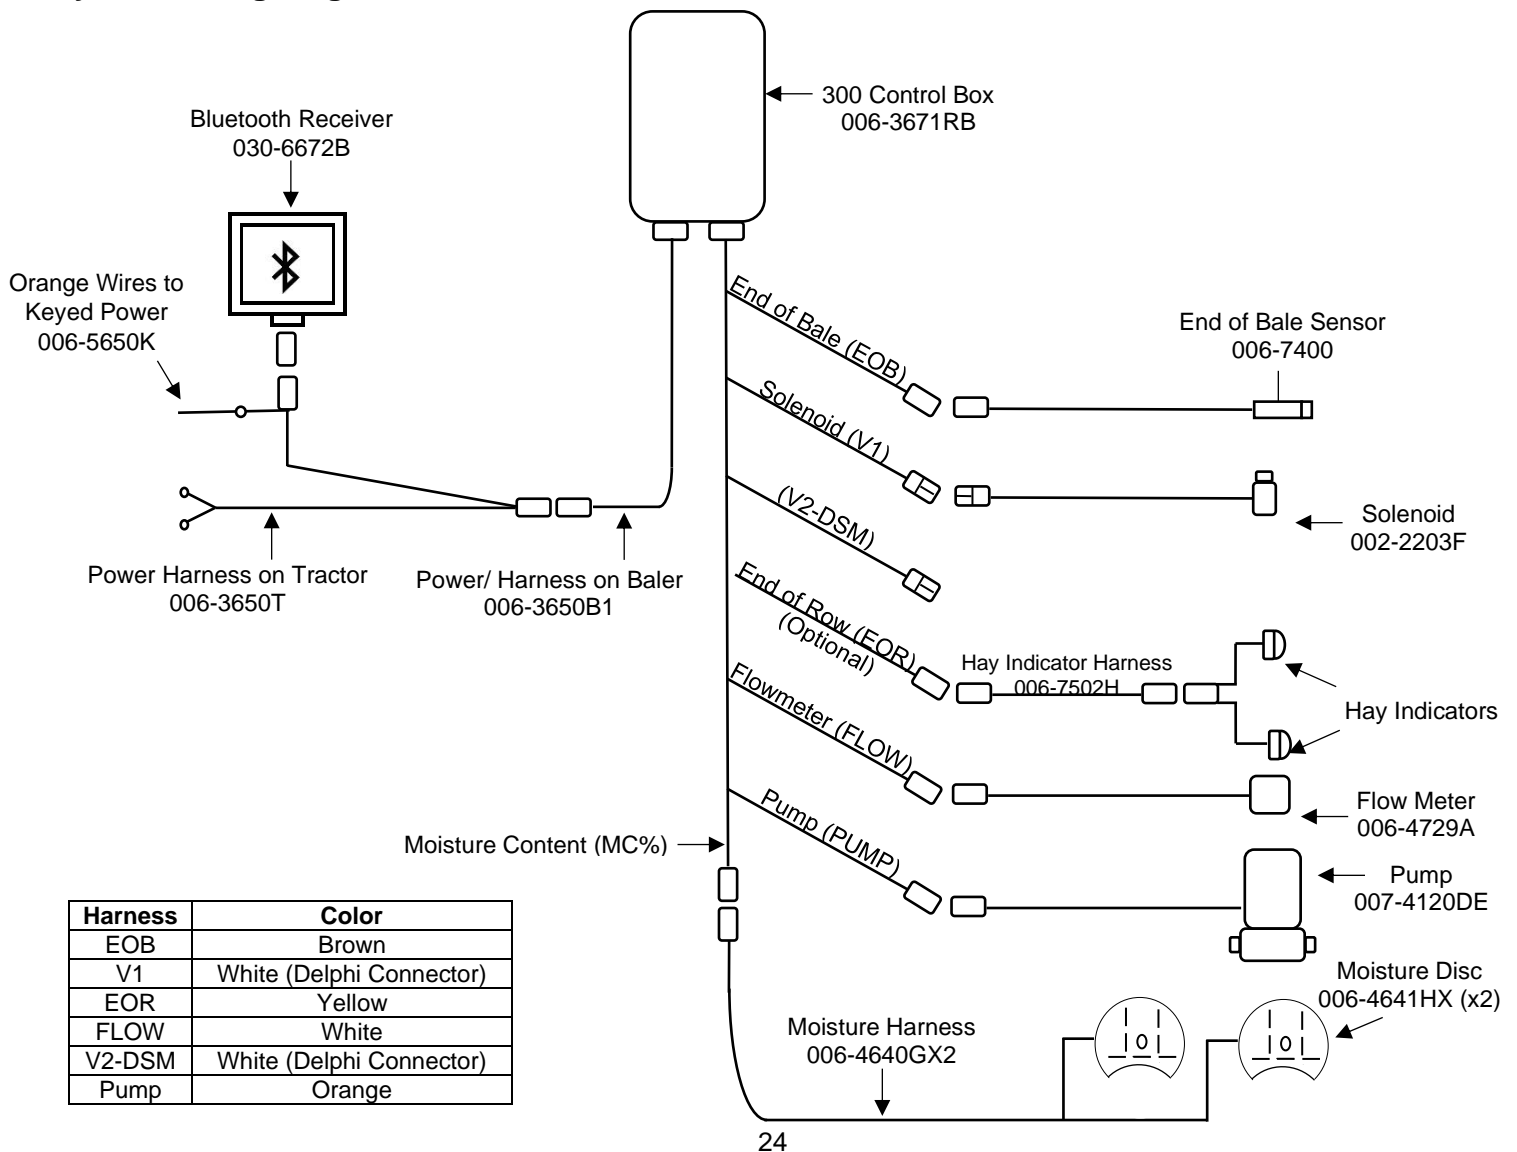 300 Control Box
006-3671RB
Bluetooth Receiver
030-6672B
Orange Wires to
Keyed Power
006-5650K
End of Bale (EOB)
End of Bale Sensor
006-7400
Solenoid (V1)
Solenoid
002-2203F
(V2-DSM)
Power Harness on Tractor
006-3650T
Power/ Harness on Baler
006-3650B1
End of Row (EOR)
(Optional)
Hay Indicator Harness
006-7502H
Hay Indicators
Flowmeter (FLOW)
Flow Meter
006-4729A
Pump (PUMP)
Pump
007-4120DE
Moisture Content (MC%)
Harness Color
EOB Brown
V1 White (Delphi Connector)
EOR Yellow
FLOW White
V2-DSM White (Delphi Connector)
Pump Orange
Moisture Disc
006-4641HX (x2)
Moisture Harness
006-4640GX2
24